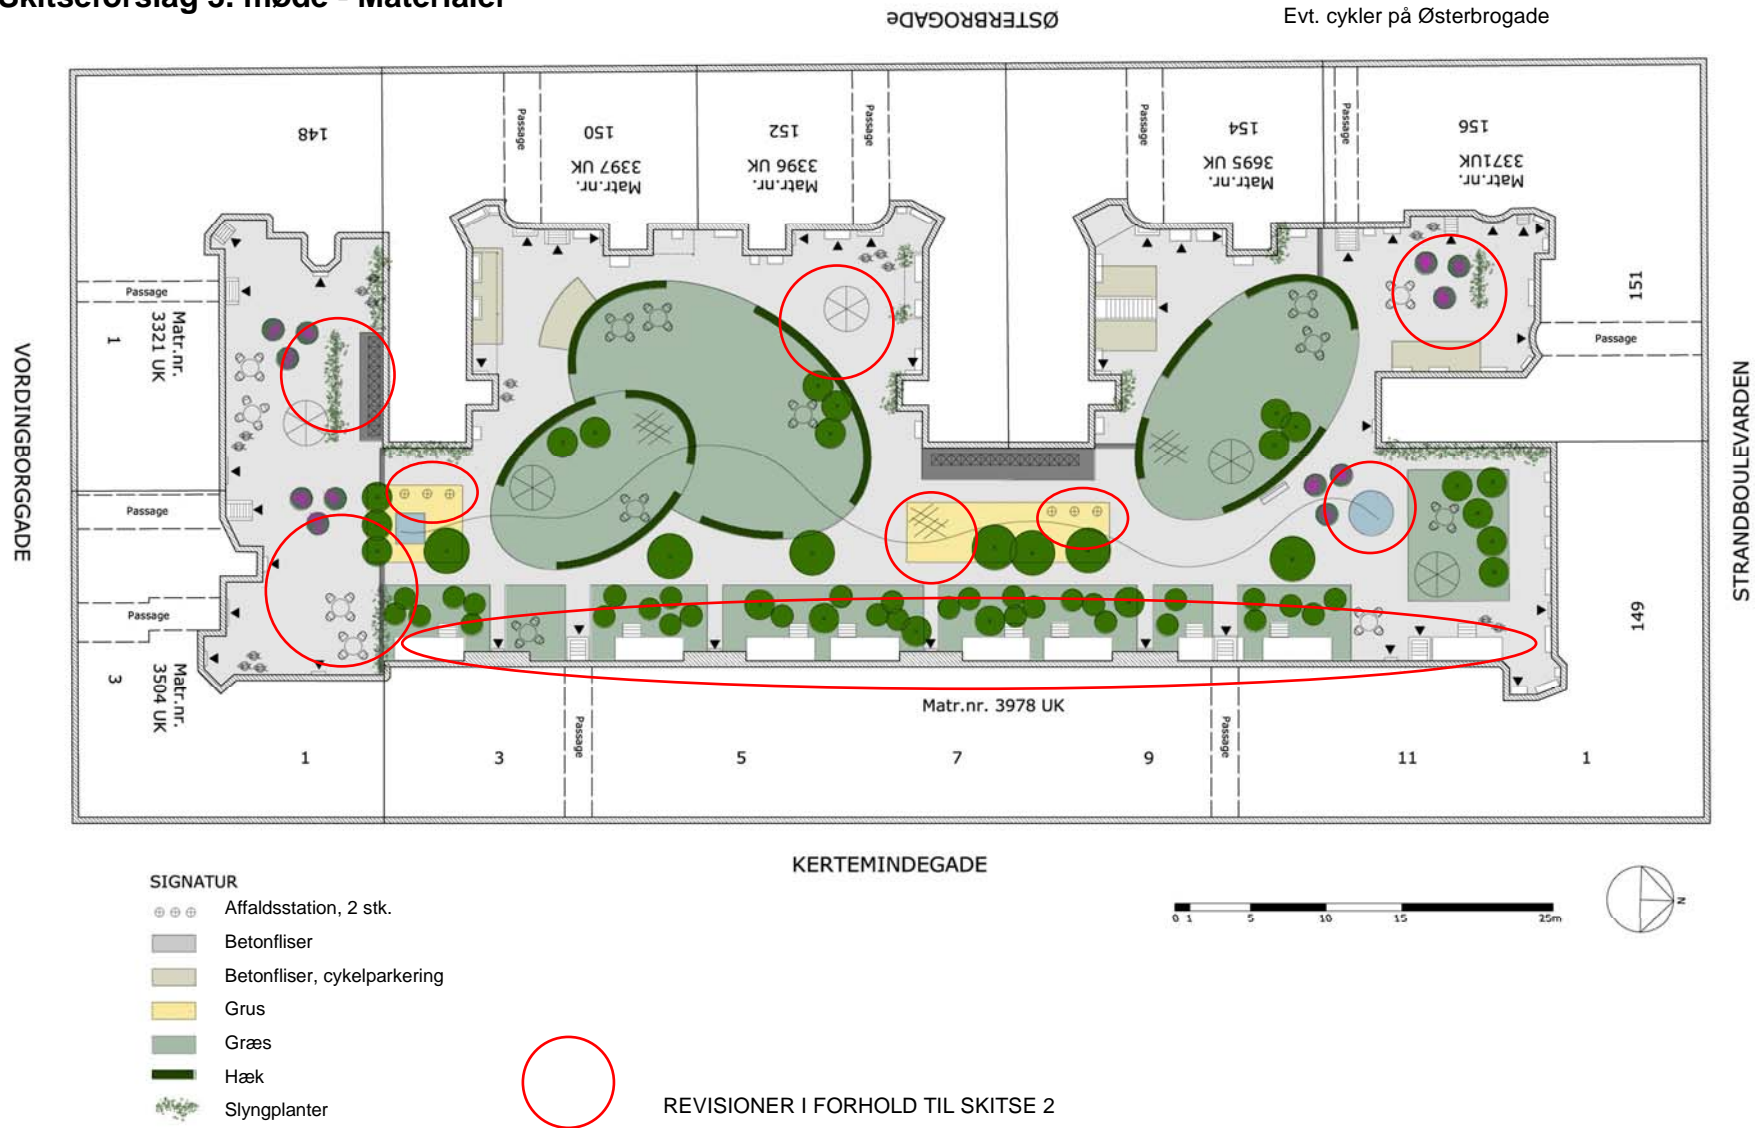 Skitseforslag 3. møde - Materialer
ØSTERBROGADE
Evt. cykler på Østerbrogade
148
Passage
150
Matr.nr.
3397 UK
152
Matr.nr.
3396 UK
Passage
Passage
154
Matr.nr.
3695 UK
Passage
156
Matr.nr.
3371UK
Passage
1
Matr.nr.
3321 UK
Passage
Passage
3
Matr.nr.
3504 UK
VORDINGBORGGADE
151
Passage
149
STRANDBOULEVARDEN
Matr.nr. 3978 UK
1
3
Passage
5
7
9
Passage
11
1
KERTEMINDEGADE
SIGNATUR
Affaldsstation, 2 stk.
Betonfliser
Betonfliser, cykelparkering
Grus
Græs
Hæk
Slyngplanter
0 1 5 10 15 25m
N
REVISIONER I FORHOLD TIL SKITSE 2